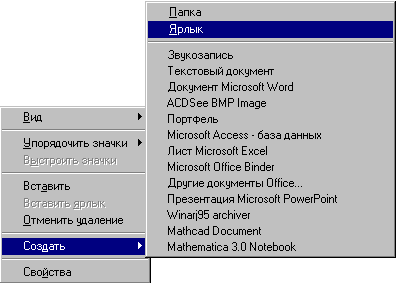 Папка
Ярлык
Звукозапись
Текстовый документ
Документ Microsoft Word
ACDSee BMP Image
Портфель
Microsoft Access - база данных
Лист Microsoft Excel
Microsoft Office Binder
Другие документы Office...
Презентация Microsoft PowerPoint
Winarj95 archiver
Mathcad Document
Mathematica 3.0 Notebook
Вид
Упорядочить значки
Выстроить значки
Вставить
Вставить ярлык
Отменить удаление
Создать
Свойства